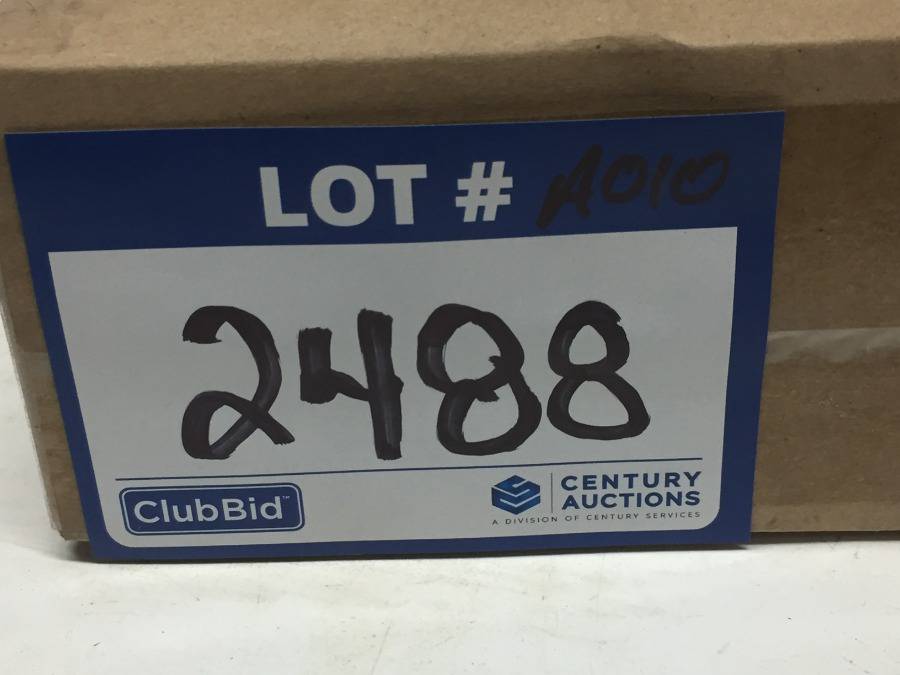 LOT # A010
2488
ClubBid™
CENTURY
AUCTIONS
A DIVISION OF CENTURY SERVICES